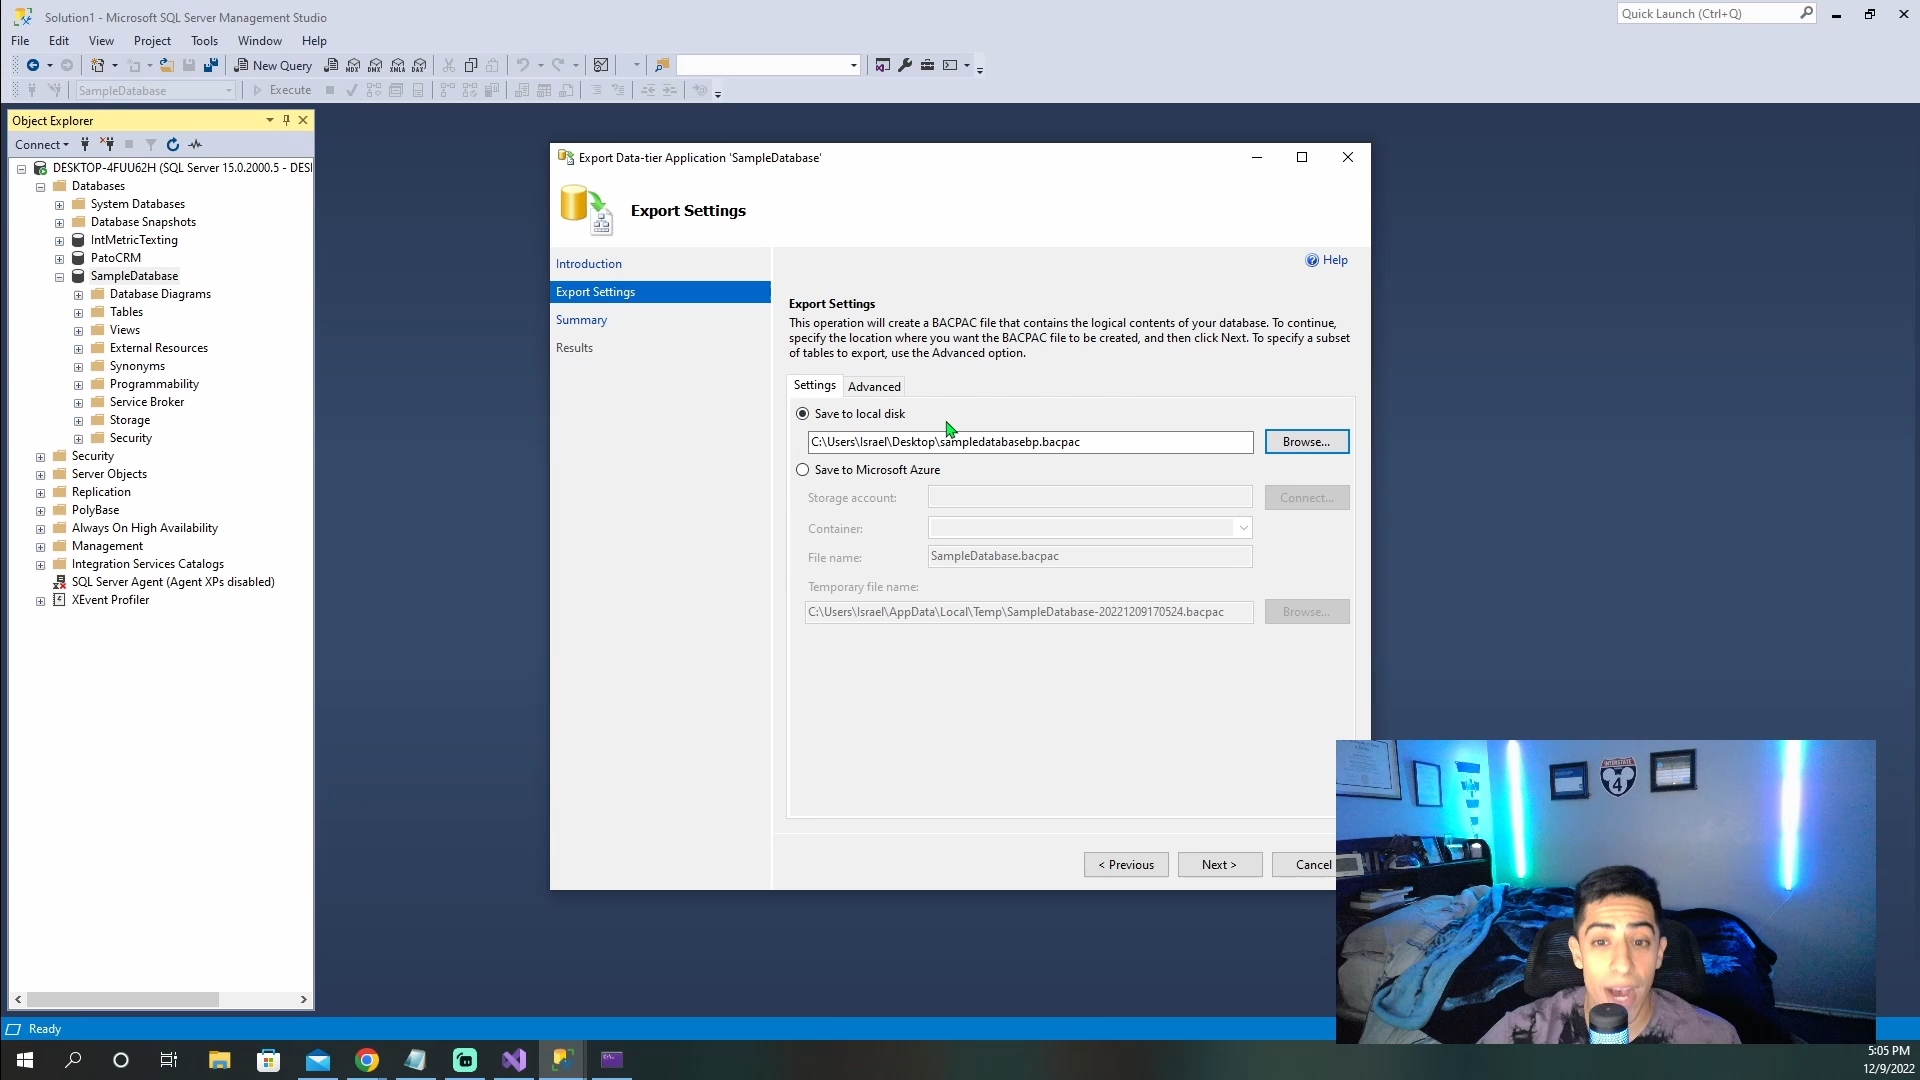 Solution1 - Microsoft SQL Server Management Studio
Quick Launch (Ctrl+Q)
File Edit View Project Tools Window Help
New Query
MDX DMX XMLA DAX
SampleDatabase
Execute
Object Explorer
Connect
DESKTOP-4FUU62H (SQL Server 15.0.2000.5 - DESI
Databases
System Databases
Database Snapshots
IntMetricTexting
PatoCRM
SampleDatabase
Database Diagrams
Tables
Views
External Resources
Synonyms
Programmability
Service Broker
Storage
Security
Security
Server Objects
Replication
PolyBase
Always On High Availability
Management
Integration Services Catalogs
SQL Server Agent (Agent XPs disabled)
XEvent Profiler
Export Data-tier Application 'SampleDatabase'
Export Settings
Introduction
Export Settings
Summary
Results
Help
Export Settings
This operation will create a BACPAC file that contains the logical contents of your database. To continue,
specify the location where you want the BACPAC file to be created, and then click Next. To specify a subset
of tables to export, use the Advanced option.
Settings Advanced
Save to local disk
C:\Users\Israel\Desktop\sampledatabasebp.bacpac
Browse...
Save to Microsoft Azure
Storage account:
Connect...
Container:
File name:
SampleDatabase.bacpac
Temporary file name:
C:\Users\Israel\AppData\Local\Temp\SampleDatabase-20221209170524.bacpac
Browse...
< Previous
Next >
Cancel
INTERSTATE
4
Ready
5:05 PM
12/9/2022